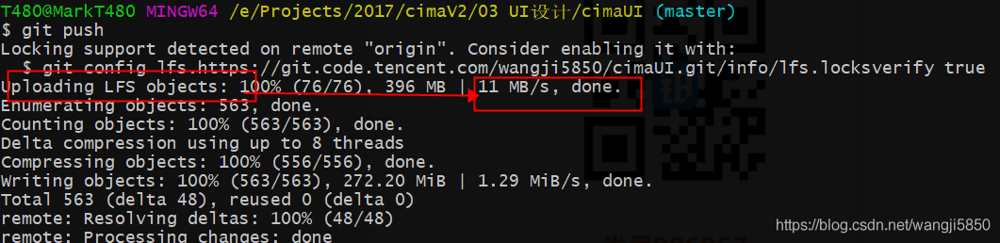 T480@MarkT480 MINGW64 /e/Projects/2017/cimaV2/03 UI设计/cimaUI (master)
$ git push
Locking support detected on remote "origin". Consider enabling it with:
  $ git config lfs.https://git.code.tencent.com/wangji5850/cimaUI.git/info/lfs.locksverify true
Uploading LFS objects: 100% (76/76), 396 MB | 11 MB/s, done.
Enumerating objects: 563, done.
Counting objects: 100% (563/563), done.
Delta compression using up to 8 threads
Compressing objects: 100% (556/556), done.
Writing objects: 100% (563/563), 272.20 MiB | 1.29 MiB/s, done.
Total 563 (delta 48), reused 0 (delta 0)
remote: Resolving deltas: 100% (48/48)
remote: Processing changes: done
https://blog.csdn.net/wangji5850